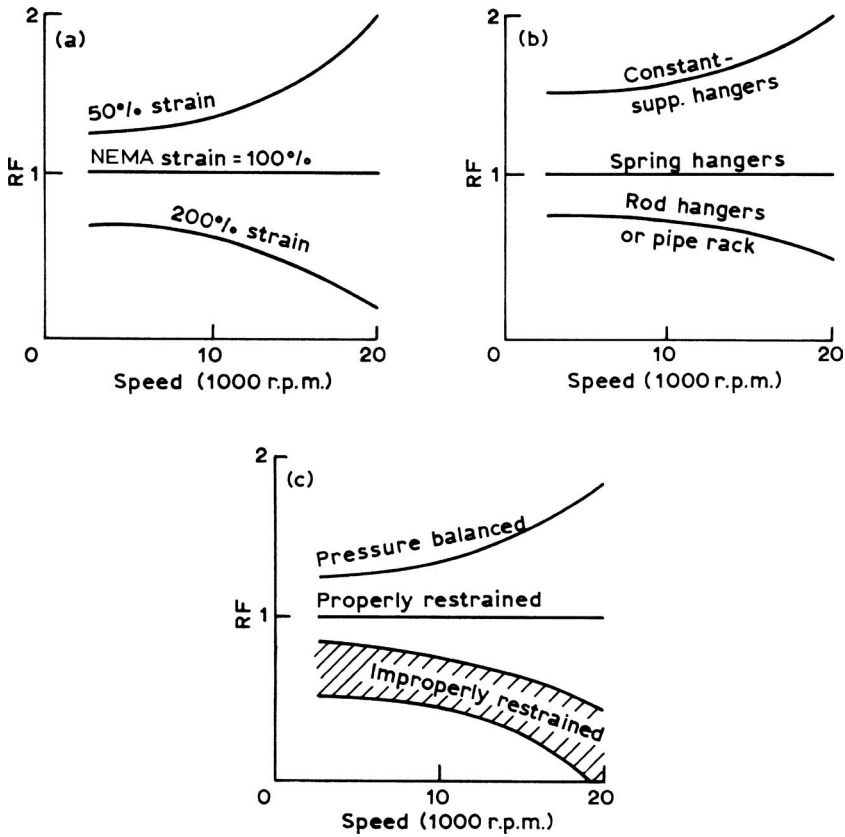 2
(a)
50% strain
NEMA strain = 100%
1
RF
200% strain
0
10
20
Speed (1000 r.p.m.)
2
(b)
Constant-
supp. hangers
Spring hangers
1
RF
Rod hangers
or pipe rack
0
10
20
Speed (1000 r.p.m.)
2
(c)
Pressure balanced
Properly restrained
1
RF
Improperly restrained
0
10
20
Speed (1000 r.p.m.)